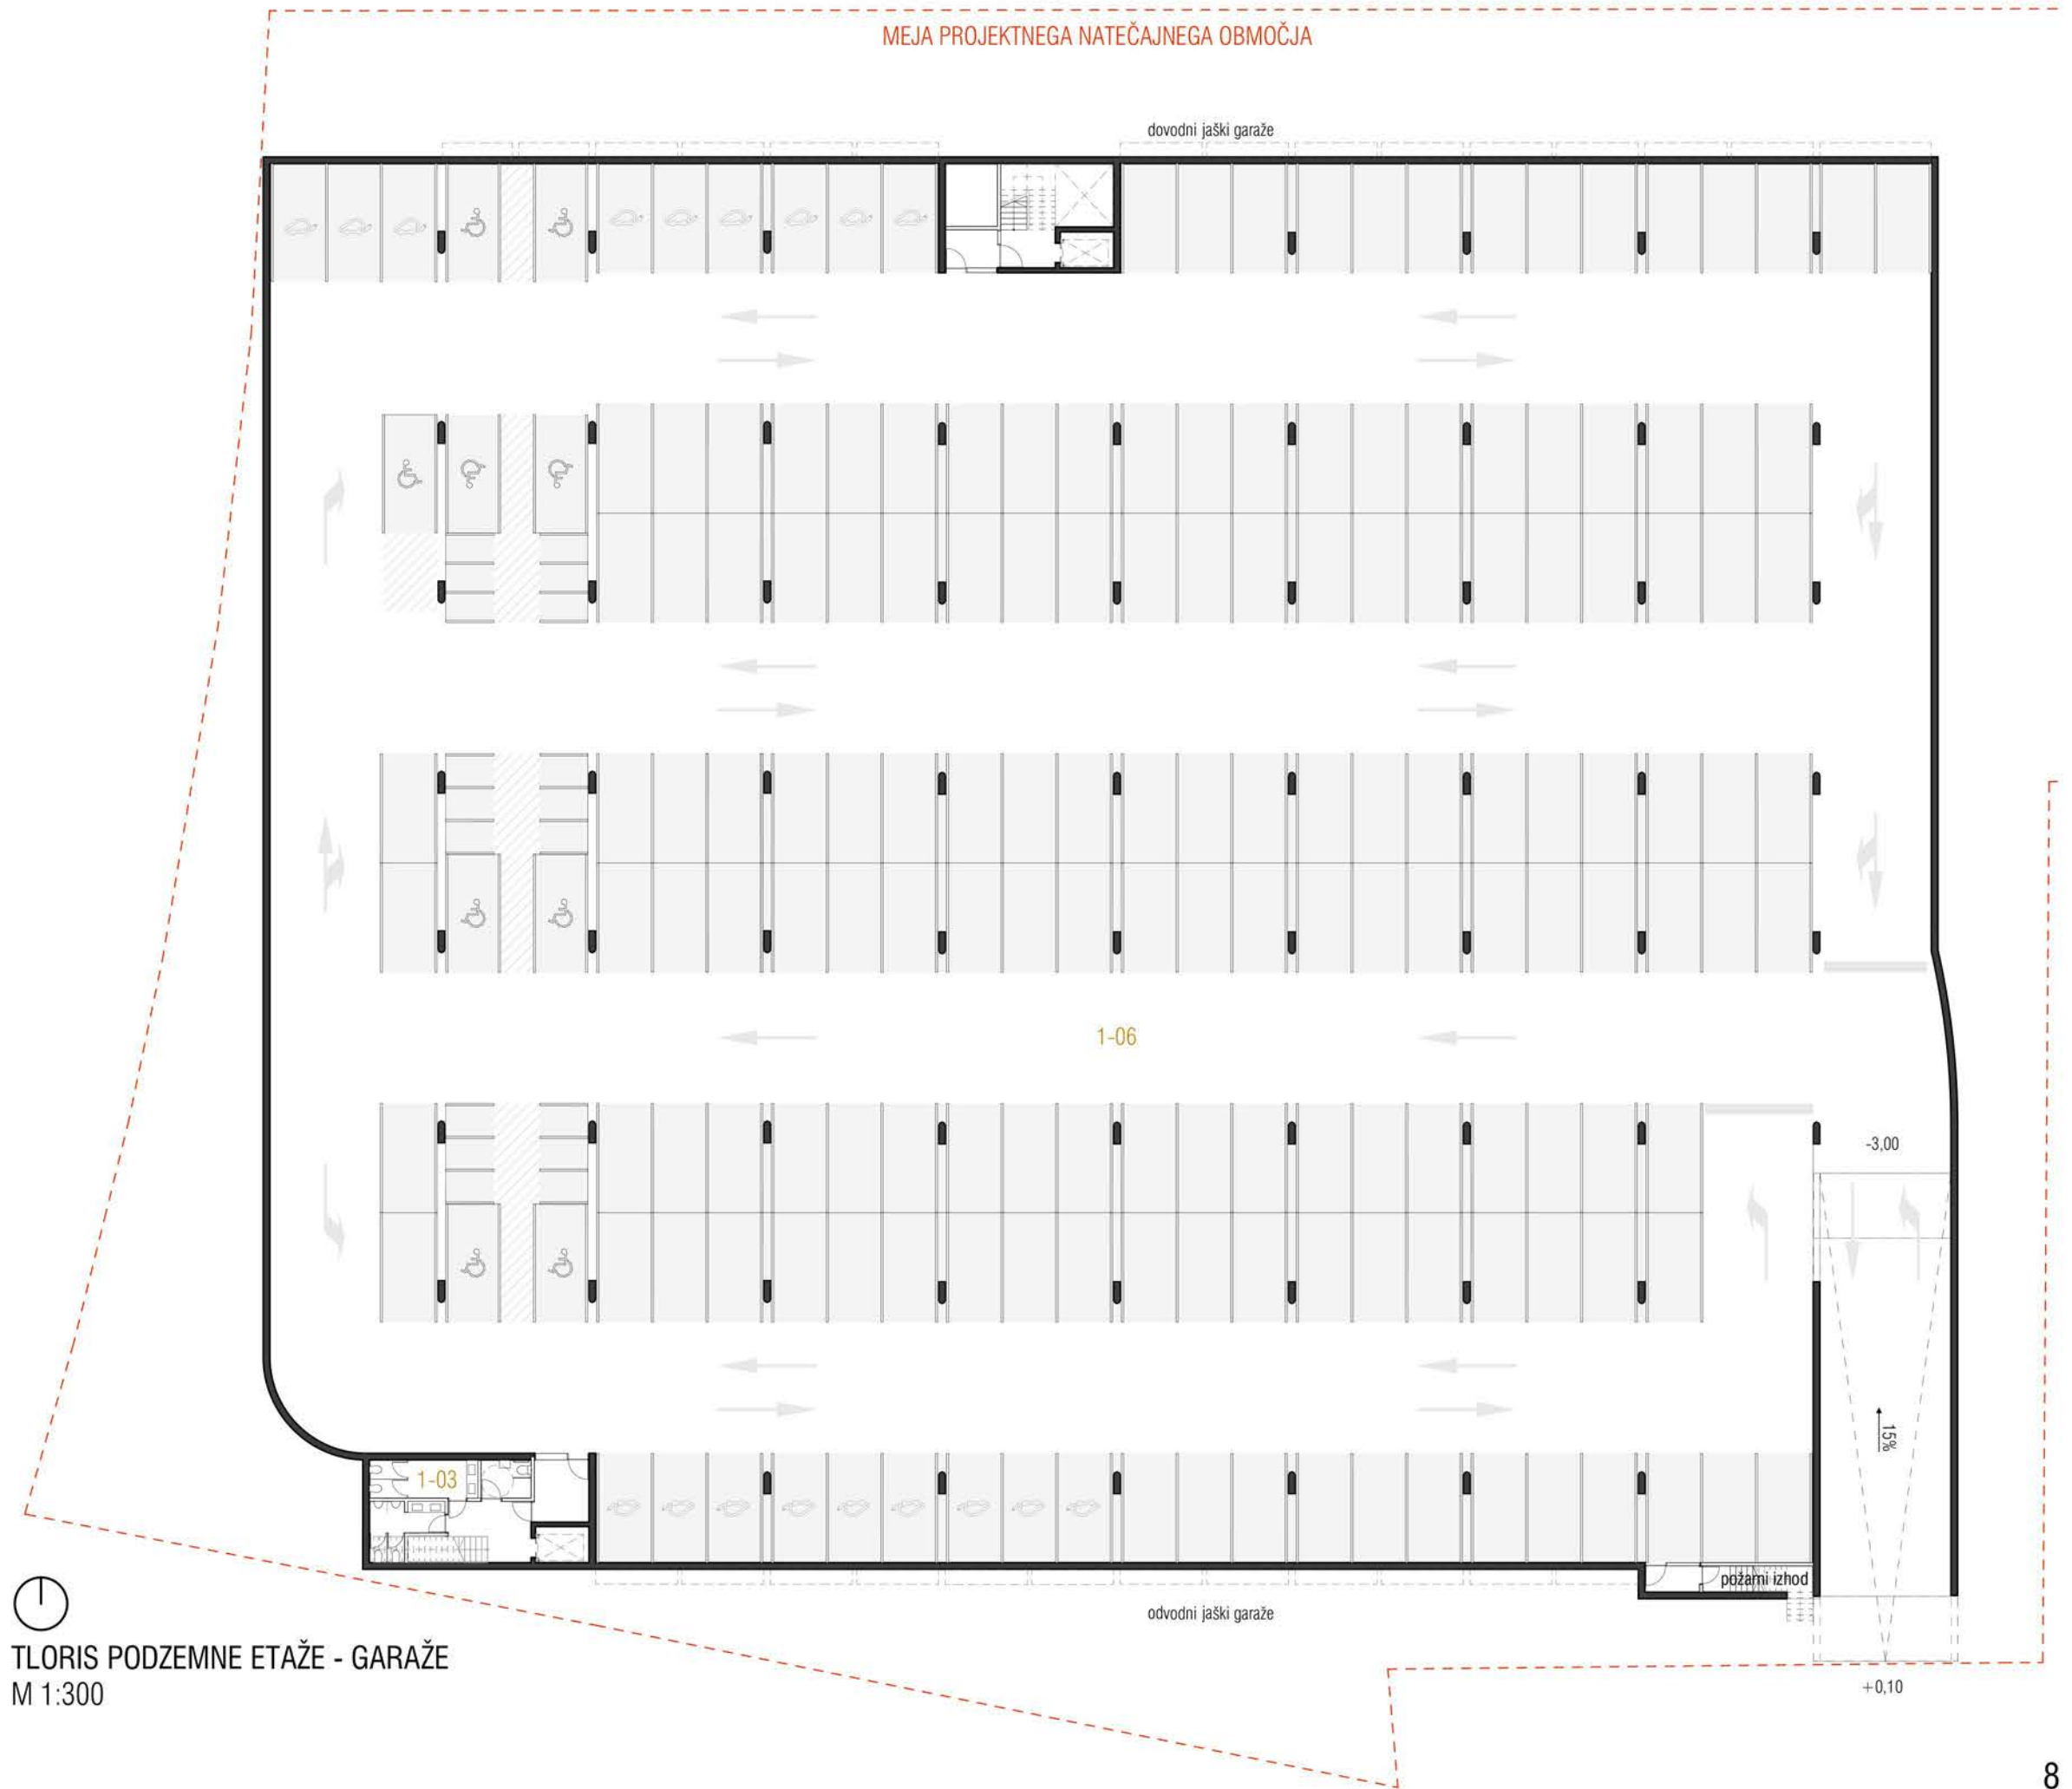 MEJA PROJEKTNEGA NATEČAJNEGA OBMOČJA
dovodni jaški garaže
1-06
-3,00
15%
1-03
požarni izhod
odvodni jaški garaže
TLORIS PODZEMNE ETAŽE - GARAŽE
M 1:300
+0,10
8